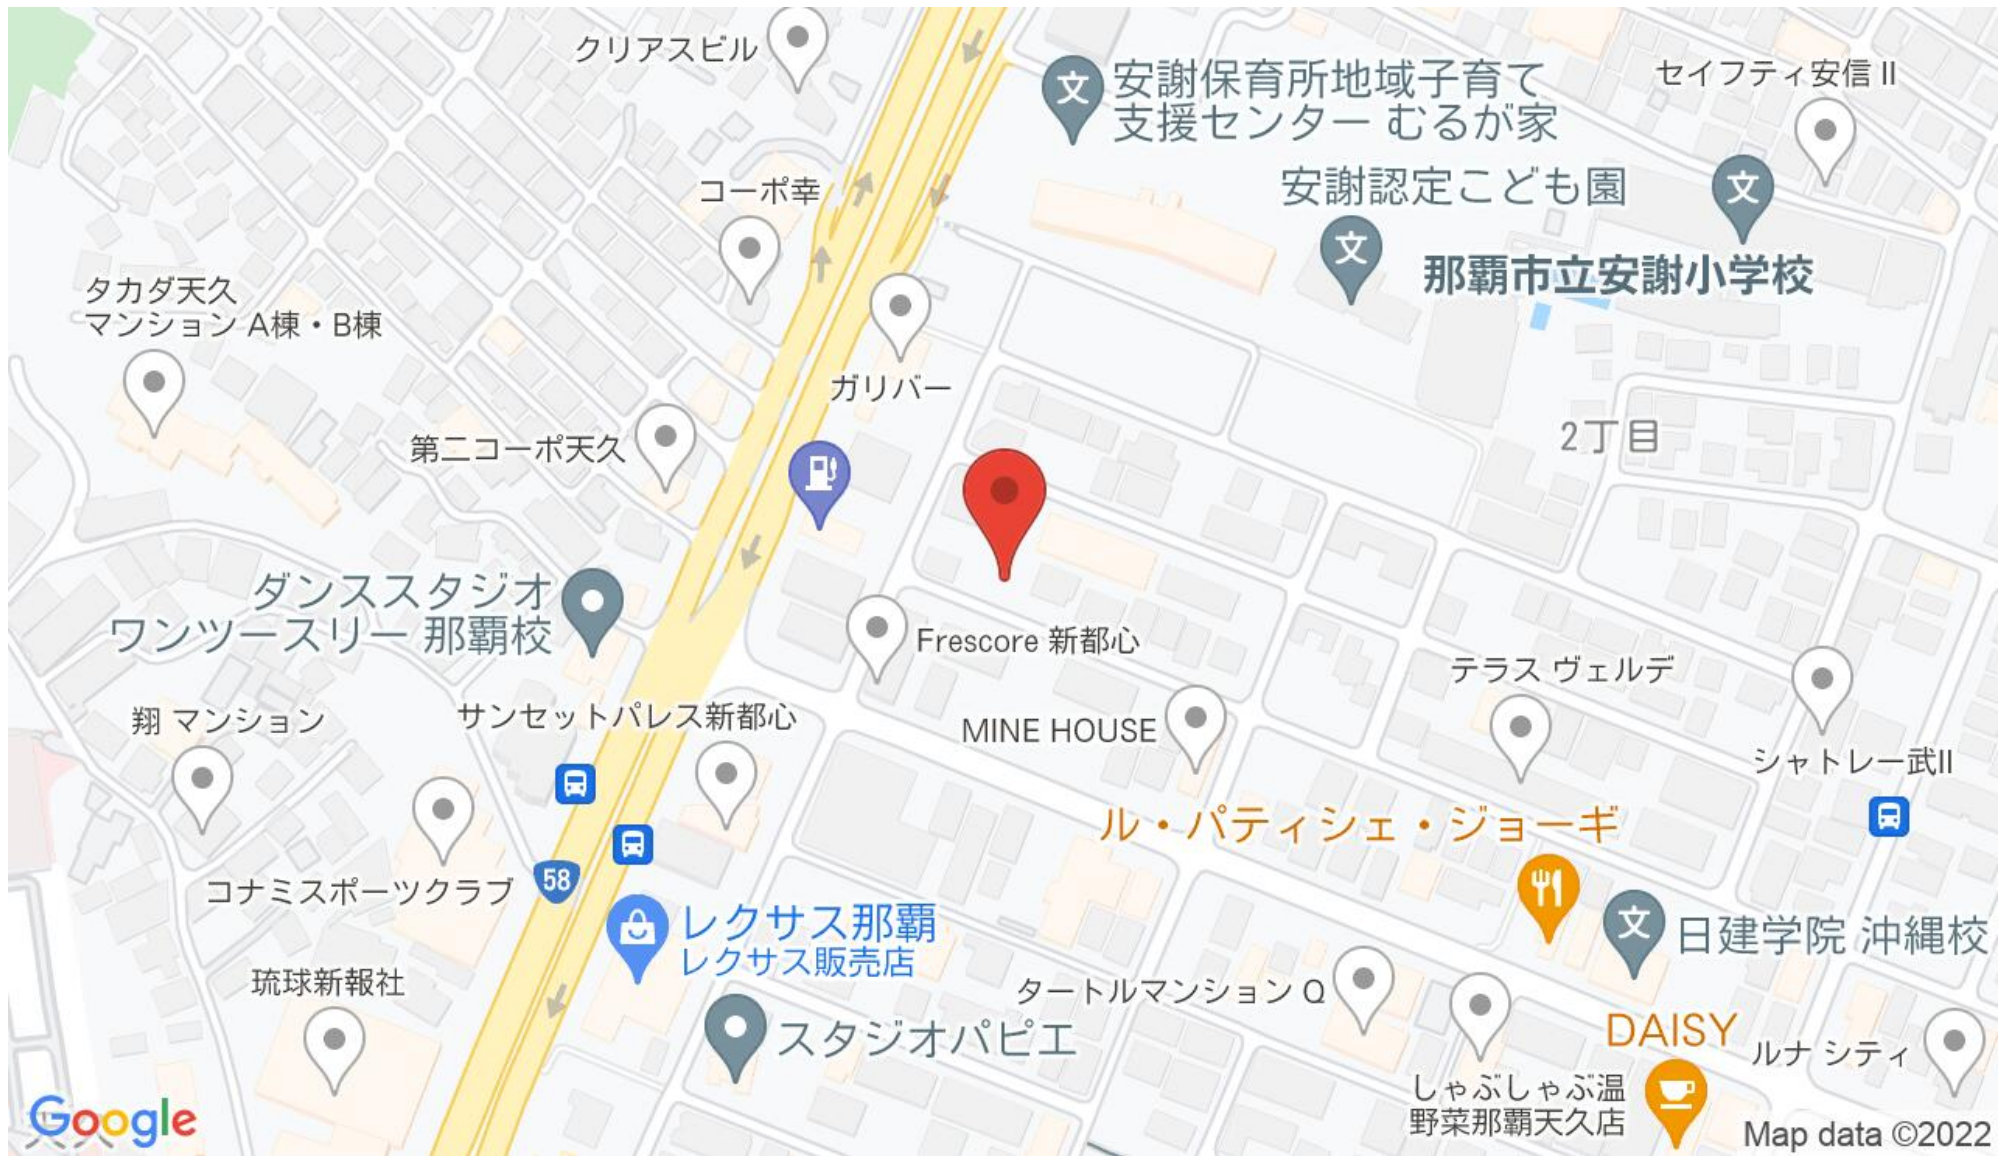 クリアスビル
安謝保育所地域子育て
支援センター むるが家
セイフティ安信 II
コーポ幸
安謝認定こども園
那覇市立安謝小学校
タカダ天久
マンション A棟・B棟
ガリバー
第二コーポ天久
2丁目
ダンススタジオ
ワンツースリー 那覇校
Frescore 新都心
テラス ヴェルデ
翔 マンション
サンセットパレス新都心
MINE HOUSE
シャトレー武II
ル・パティシェ・ジョーギ
コナミスポーツクラブ
58
レクサス那覇
レクサス販売店
日建学院 沖縄校
琉球新報社
タートルマンション Q
スタジオパピエ
DAISY
ルナ シティ
しゃぶしゃぶ温
野菜那覇天久店
Google
Map data ©2022
文
文
文
文